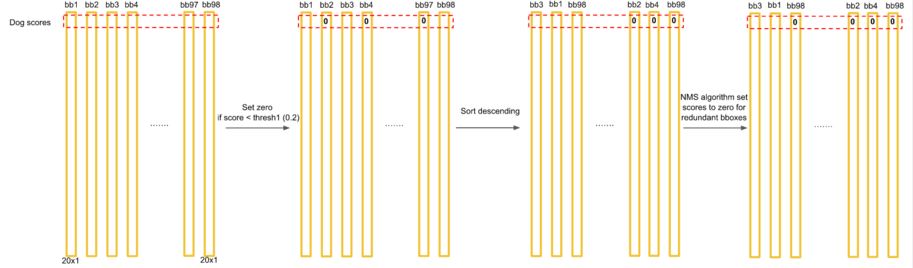 bb1 bb2 bb3 bb4 bb97 bb98
bb1 bb2 bb3 bb4 bb97 bb98
bb3 bb1 bb98 bb2 bb4 bb98
bb3 bb1 bb98 bb2 bb4 bb98
Dog scores
0 0 0
0 0 0
0 0 0 0
Set zero
if score < thresh1 (0.2)
Sort descending
NMS algorithm set
scores to zero for
redundant bboxes
.......
.......
.......
.......
20x1 20x1